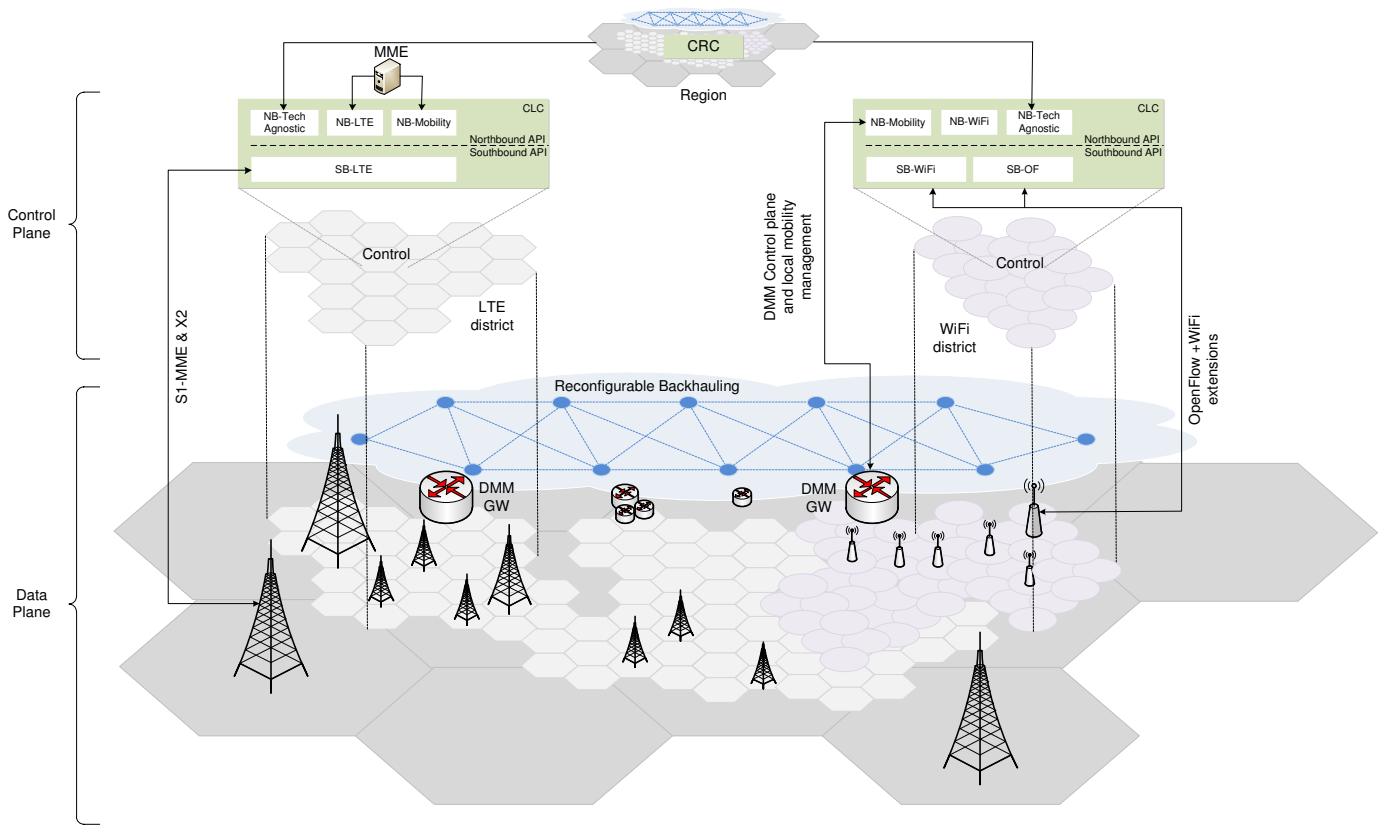 MME
CRC
Region
CLC
NB-Tech
Agnostic
NB-LTE
NB-Mobility
Northbound API
Southbound API
SB-LTE
CLC
NB-Mobility
NB-WiFi
NB-Tech
Agnostic
Northbound API
Southbound API
SB-WiFi
SB-OF
Control
Plane
Control
LTE
district
S1-MME & X2
DMM Control plane
and local mobility
management
Control
WiFi
district
OpenFlow +WiFi
extensions
Reconfigurable Backhauling
DMM
GW
DMM
GW
Data
Plane